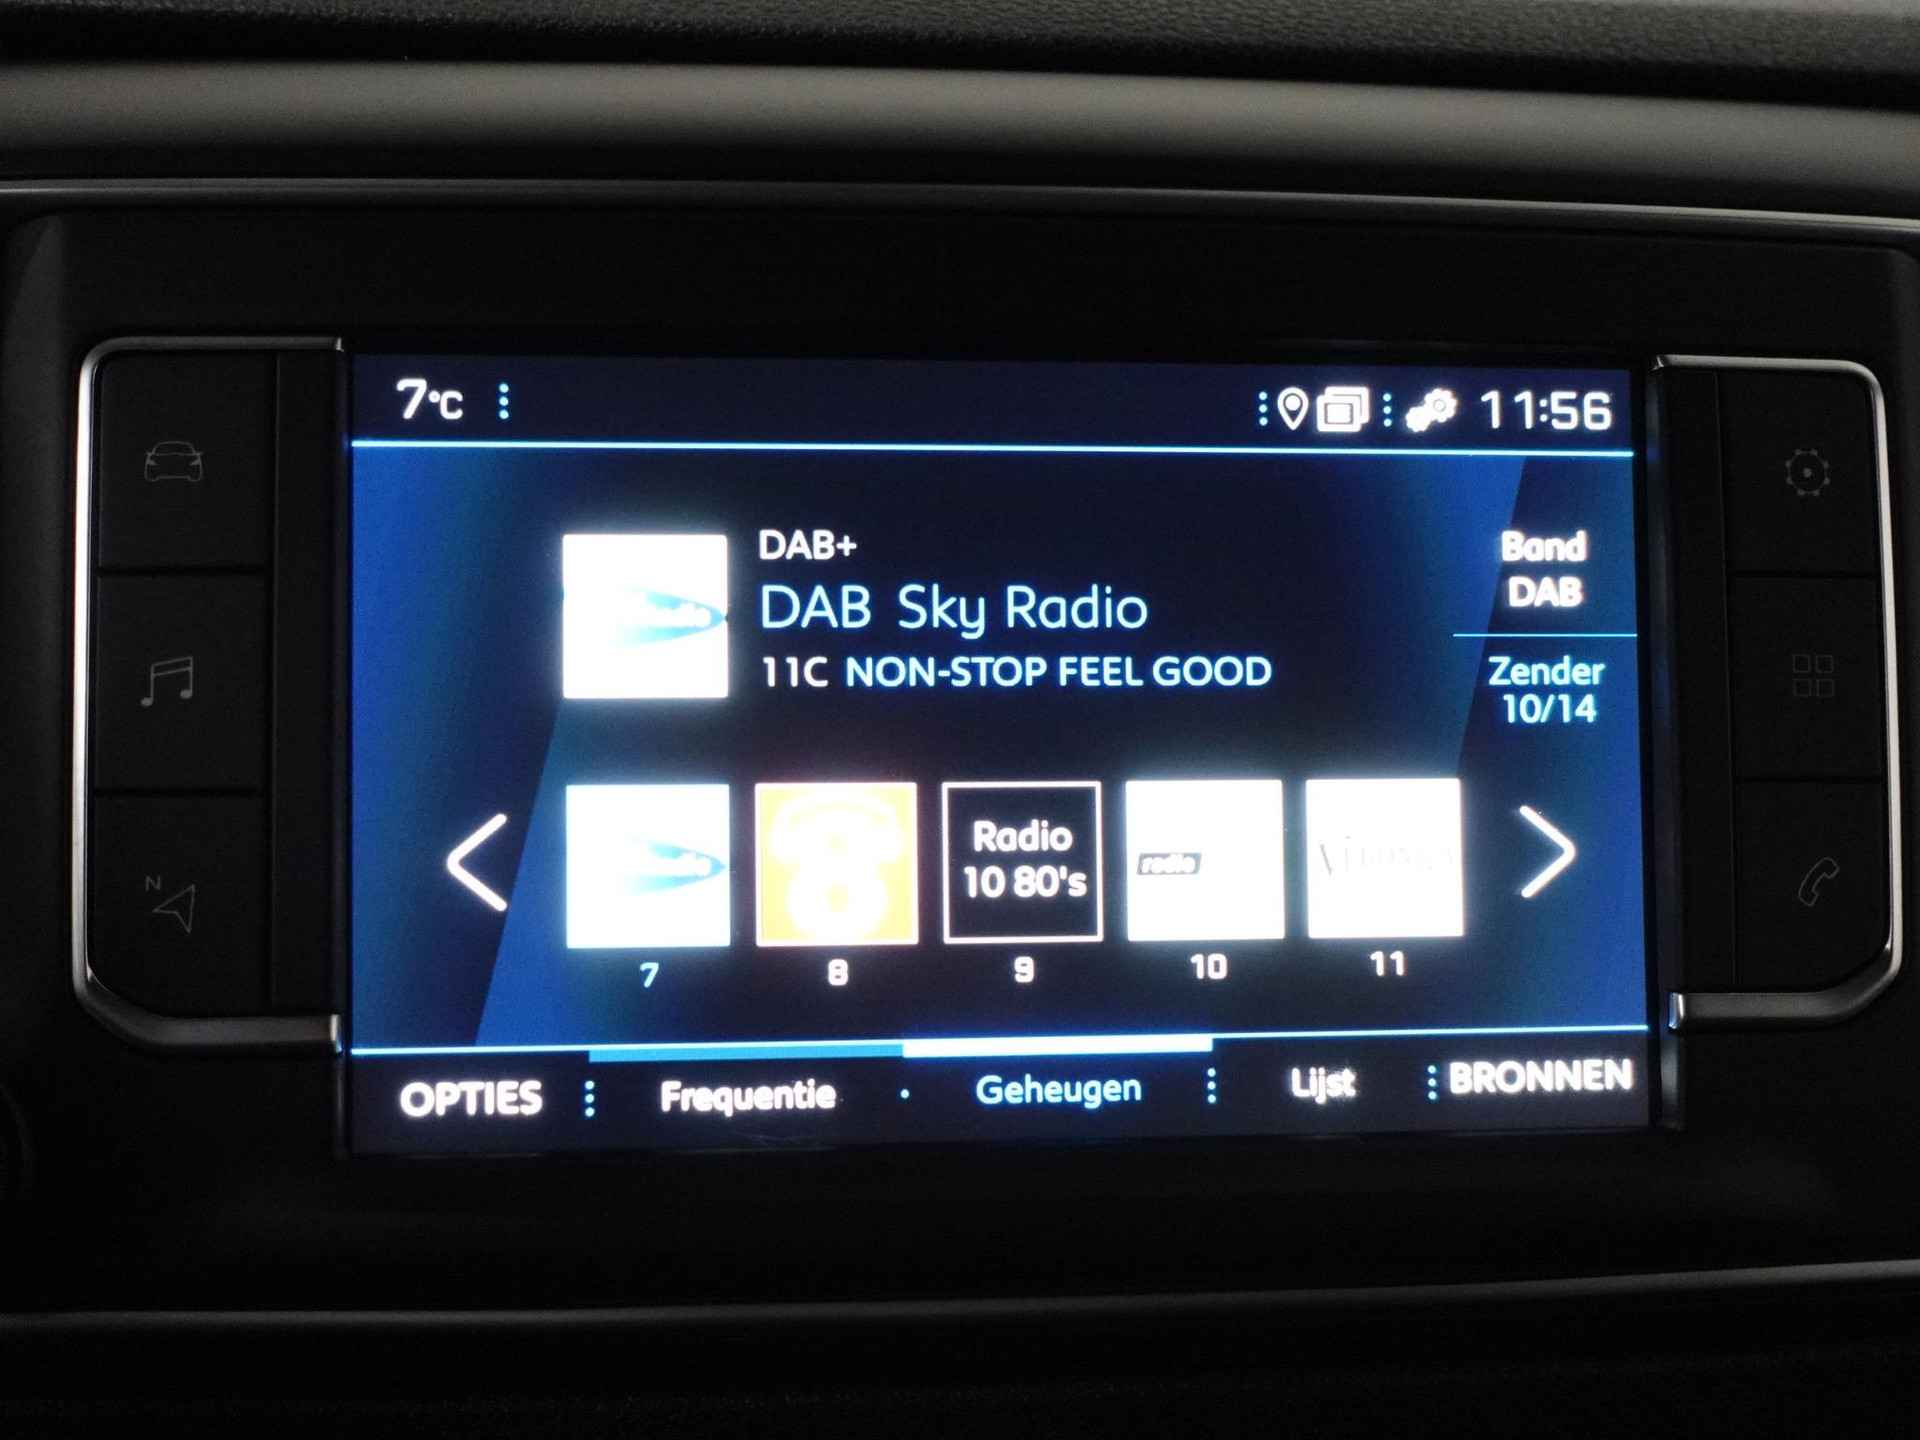 7°C
11:56
DAB+
DAB Sky Radio
11C NON-STOP FEEL GOOD
Band
DAB
Zender
10/14
Radio
10 80's
radio
7
8
9
10
11
OPTIES
Frequentie
Geheugen
Lijst
BRONNEN
N